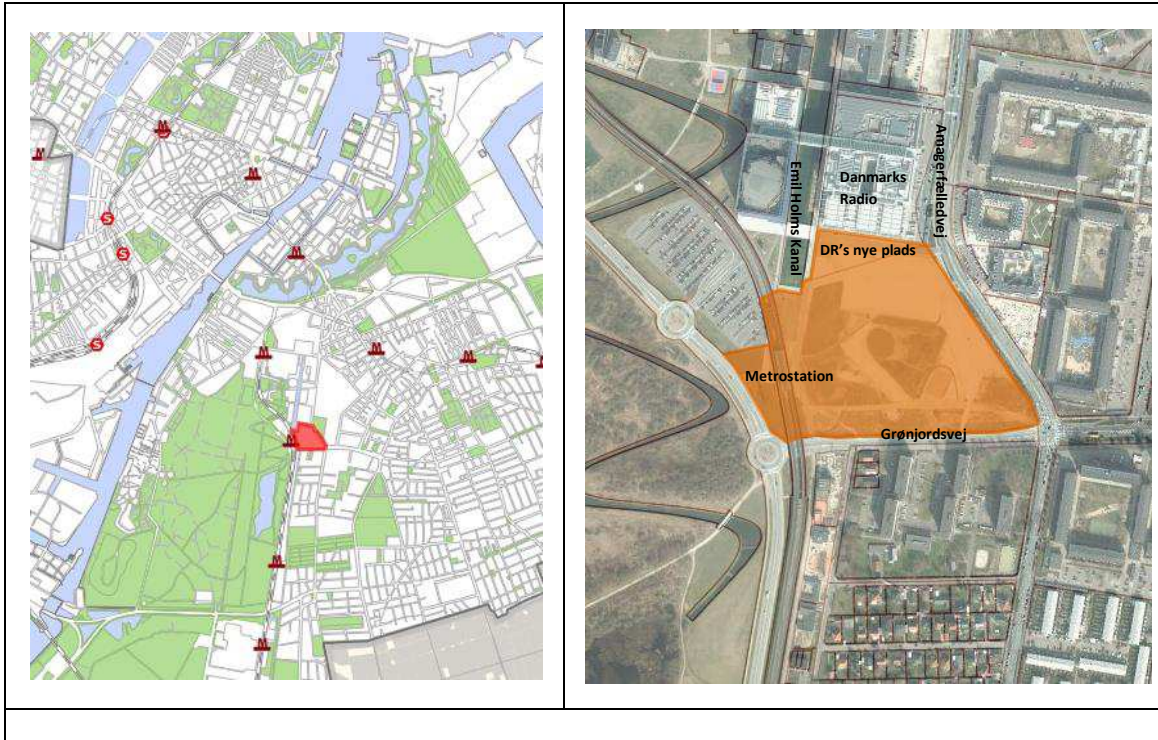 M
M
M
S
S
M
S
M
M
M
M
M
M
M
Emil Holms Kanal
Danmarks
Radio
Amagerfælledvej
DR's nye plads
Metrostation
Grønjordsvej